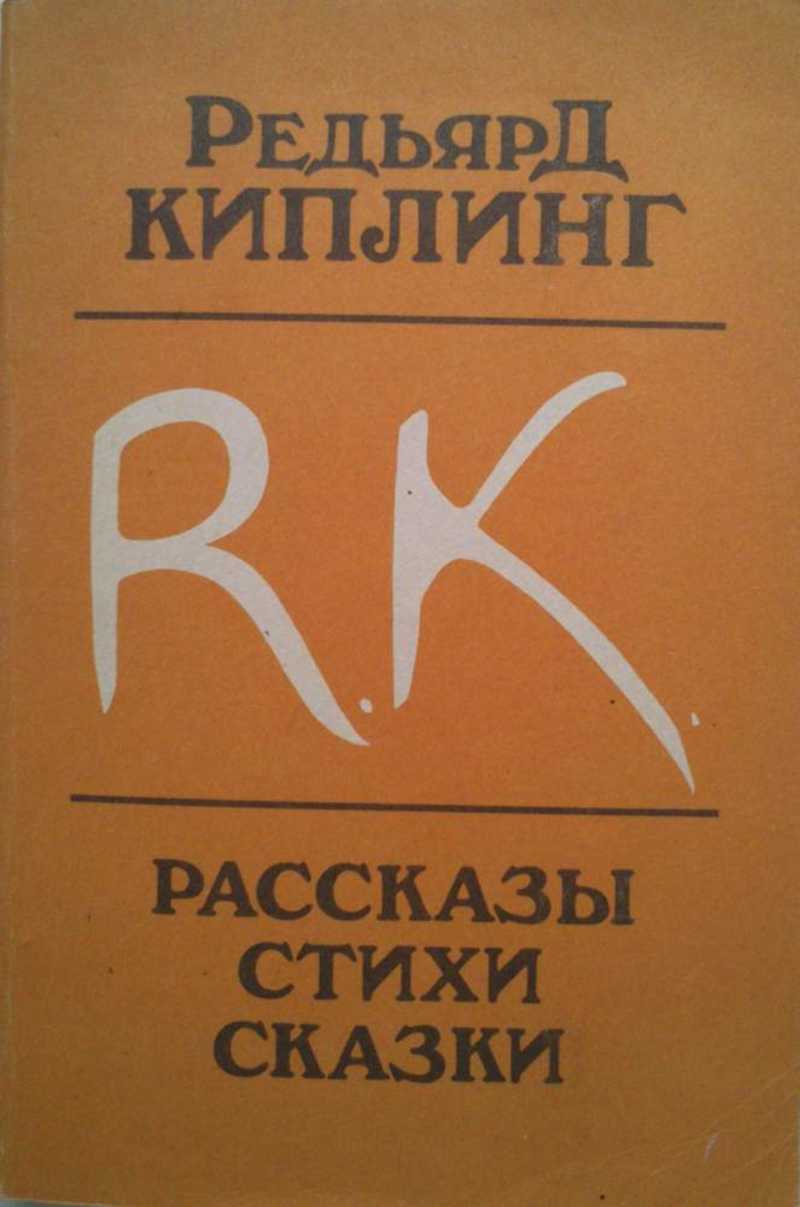 РЕДЬЯРД
КИПЛИНГ
R.K.
РАССКАЗЫ
СТИХИ
СКАЗКИ